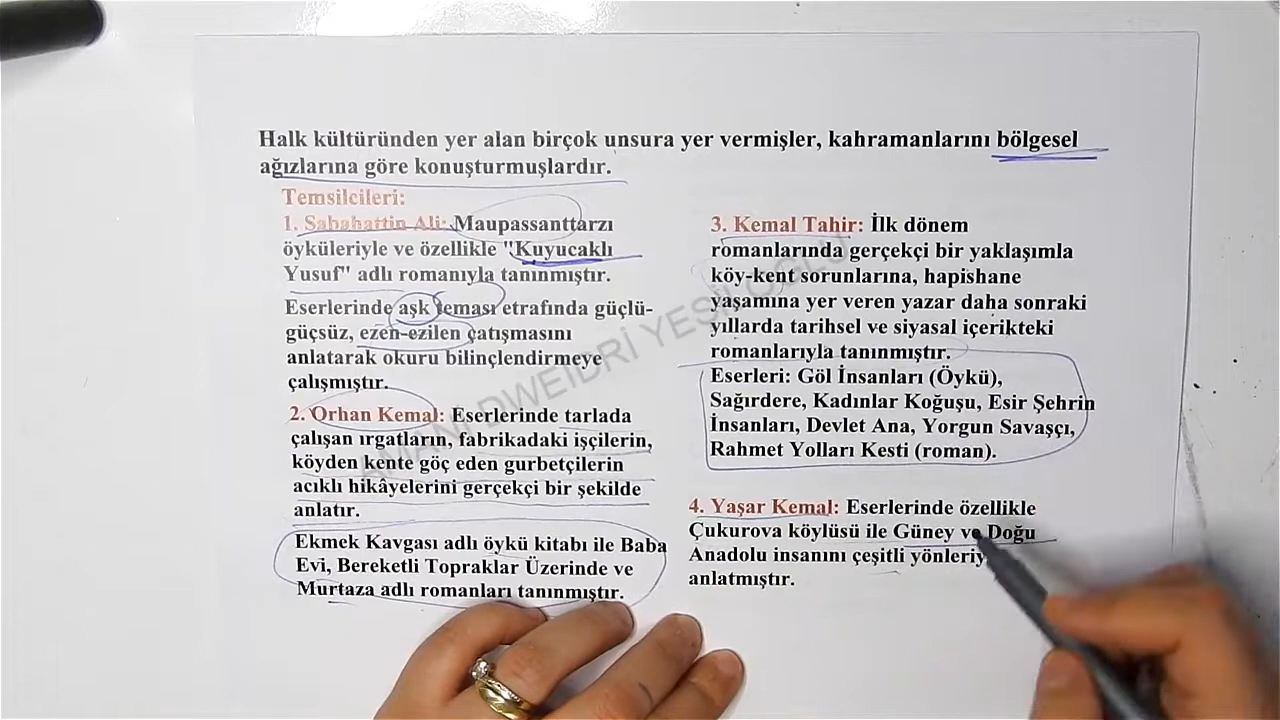 Halk kültüründen yer alan birçok unsura yer vermişler, kahramanlarını bölgesel
ağızlarına göre konuşturmuşlardır.
Temsilcileri:
1. Sabahattin Ali: Maupassanttarzı
öyküleriyle ve özellikle "Kuyucaklı
Yusuf" adlı romanıyla tanınmıştır.
Eserlerinde aşk teması etrafında güçlü-
güçsüz, ezen-ezilen çatışmasını
anlatarak okuru bilinçlendirmeye
çalışmıştır.
2. Orhan Kemal: Eserlerinde tarlada
çalışan ırgatların, fabrikadaki işçilerin,
köyden kente göç eden gurbetçilerin
acıklı hikâyelerini gerçekçi bir şekilde
anlatır.
Ekmek Kavgası adlı öykü kitabı ile Baba
Evi, Bereketli Topraklar Üzerinde ve
Murtaza adlı romanları tanınmıştır.
3. Kemal Tahir: İlk dönem
romanlarında gerçekçi bir yaklaşımla
köy-kent sorunlarına, hapishane
yaşamına yer veren yazar daha sonraki
yıllarda tarihsel ve siyasal içerikteki
romanlarıyla tanınmıştır.
Eserleri: Göl İnsanları (Öykü),
Sağırdere, Kadınlar Koğuşu, Esir Şehrin
İnsanları, Devlet Ana, Yorgun Savaşçı,
Rahmet Yolları Kesti (roman).
4. Yaşar Kemal: Eserlerinde özellikle
Çukurova köylüsü ile Güney ve Doğu
Anadolu insanını çeşitli
anlatmıştır.
DWEIDRİ